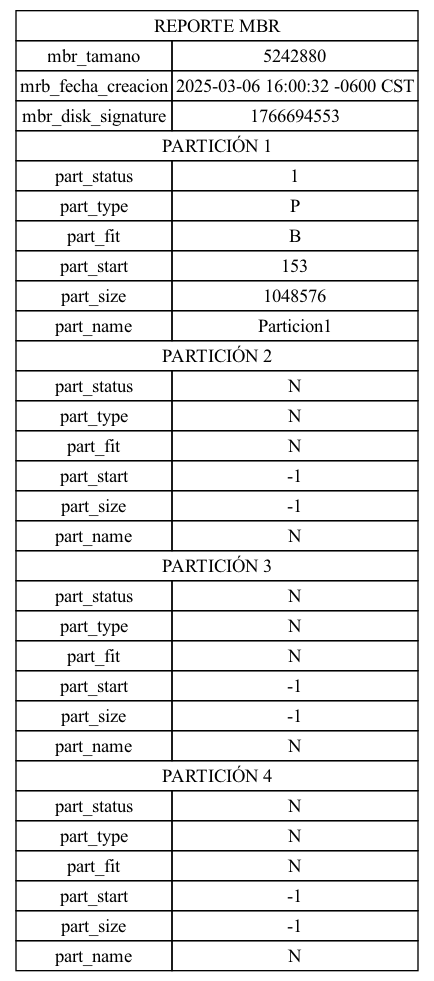 REPORTE MBR
mbr_tamano 5242880
mrb_fecha_creacion 2025-03-06 16:00:32 -0600 CST
mbr_disk_signature 1766694553
PARTICIÓN 1
part_status 1
part_type P
part_fit B
part_start 153
part_size 1048576
part_name Particion1
PARTICIÓN 2
part_status N
part_type N
part_fit N
part_start -1
part_size -1
part_name N
PARTICIÓN 3
part_status N
part_type N
part_fit N
part_start -1
part_size -1
part_name N
PARTICIÓN 4
part_status N
part_type N
part_fit N
part_start -1
part_size -1
part_name N